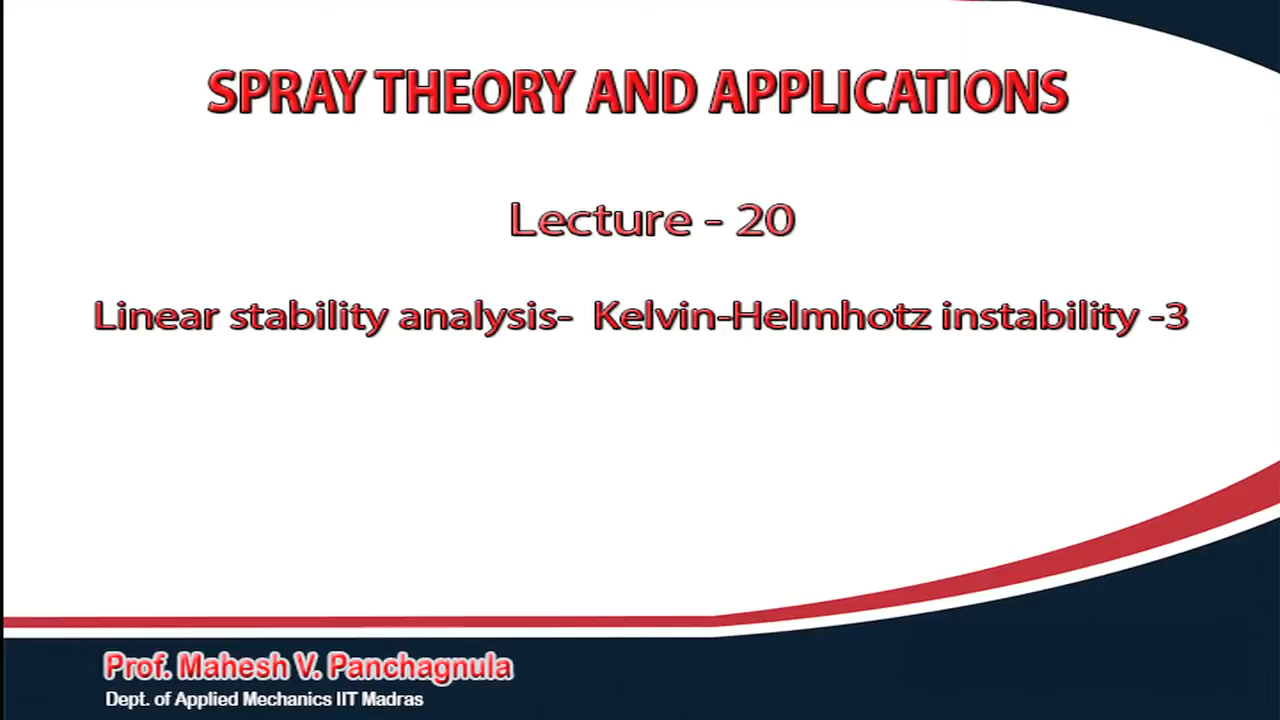 SPRAY THEORY AND APPLICATIONS
Lecture - 20
Linear stability analysis- Kelvin-Helmhotz instability -3
Prof. Mahesh V. Panchagnula
Dept. of Applied Mechanics IIT Madras